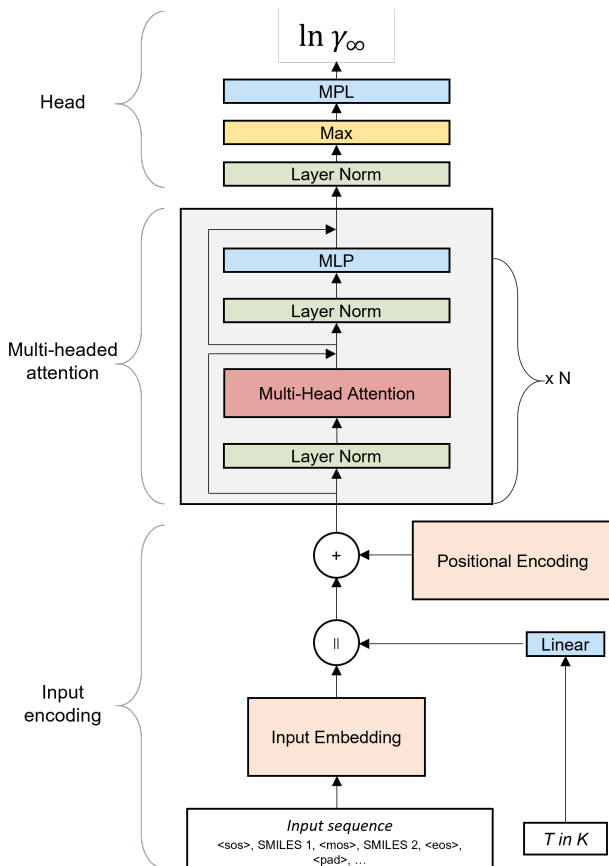 ln γ∞
Head
MPL
Max
Layer Norm
MLP
Layer Norm
Multi-headed
attention
x N
Multi-Head Attention
Layer Norm
+
Positional Encoding
||
Linear
Input
encoding
Input Embedding
Input sequence
<sos>, SMILES 1, <mos>, SMILES 2, <eos>,
<pad>, ...
T in K